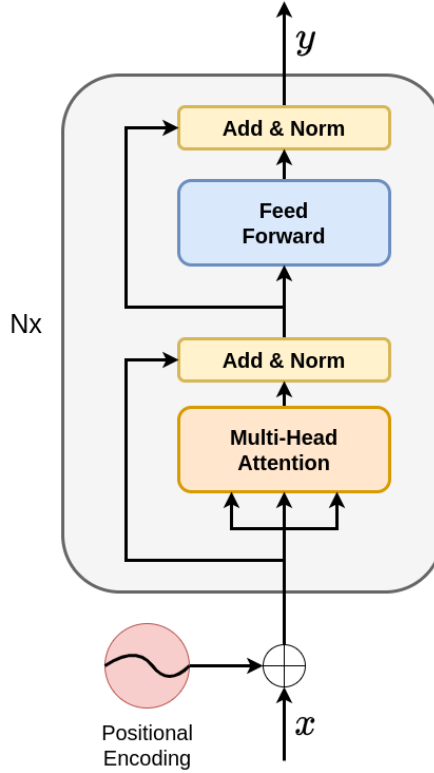 y
Add & Norm
Feed
Forward
Nx
Add & Norm
Multi-Head
Attention
x
Positional
Encoding